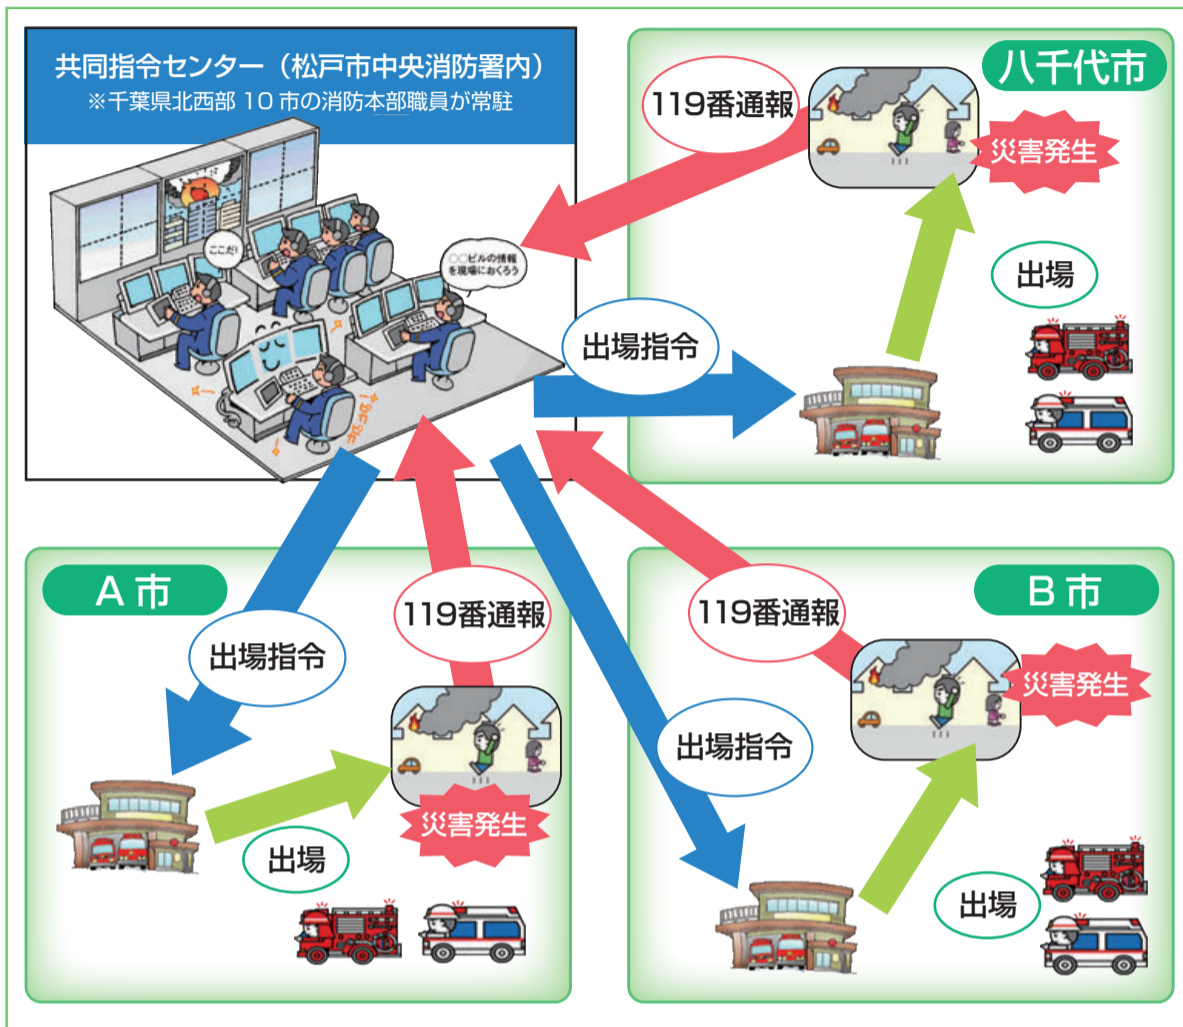 共同指令センター（松戸市中央消防署内）
※千葉県北西部 10 市の消防本部職員が常駐
ここだ!
○○ビルの情報
を現場におくろう
八千代市
119番通報
災害発生
出場
出場指令
A 市
出場指令
119番通報
災害発生
出場
B 市
119番通報
災害発生
出場指令
出場